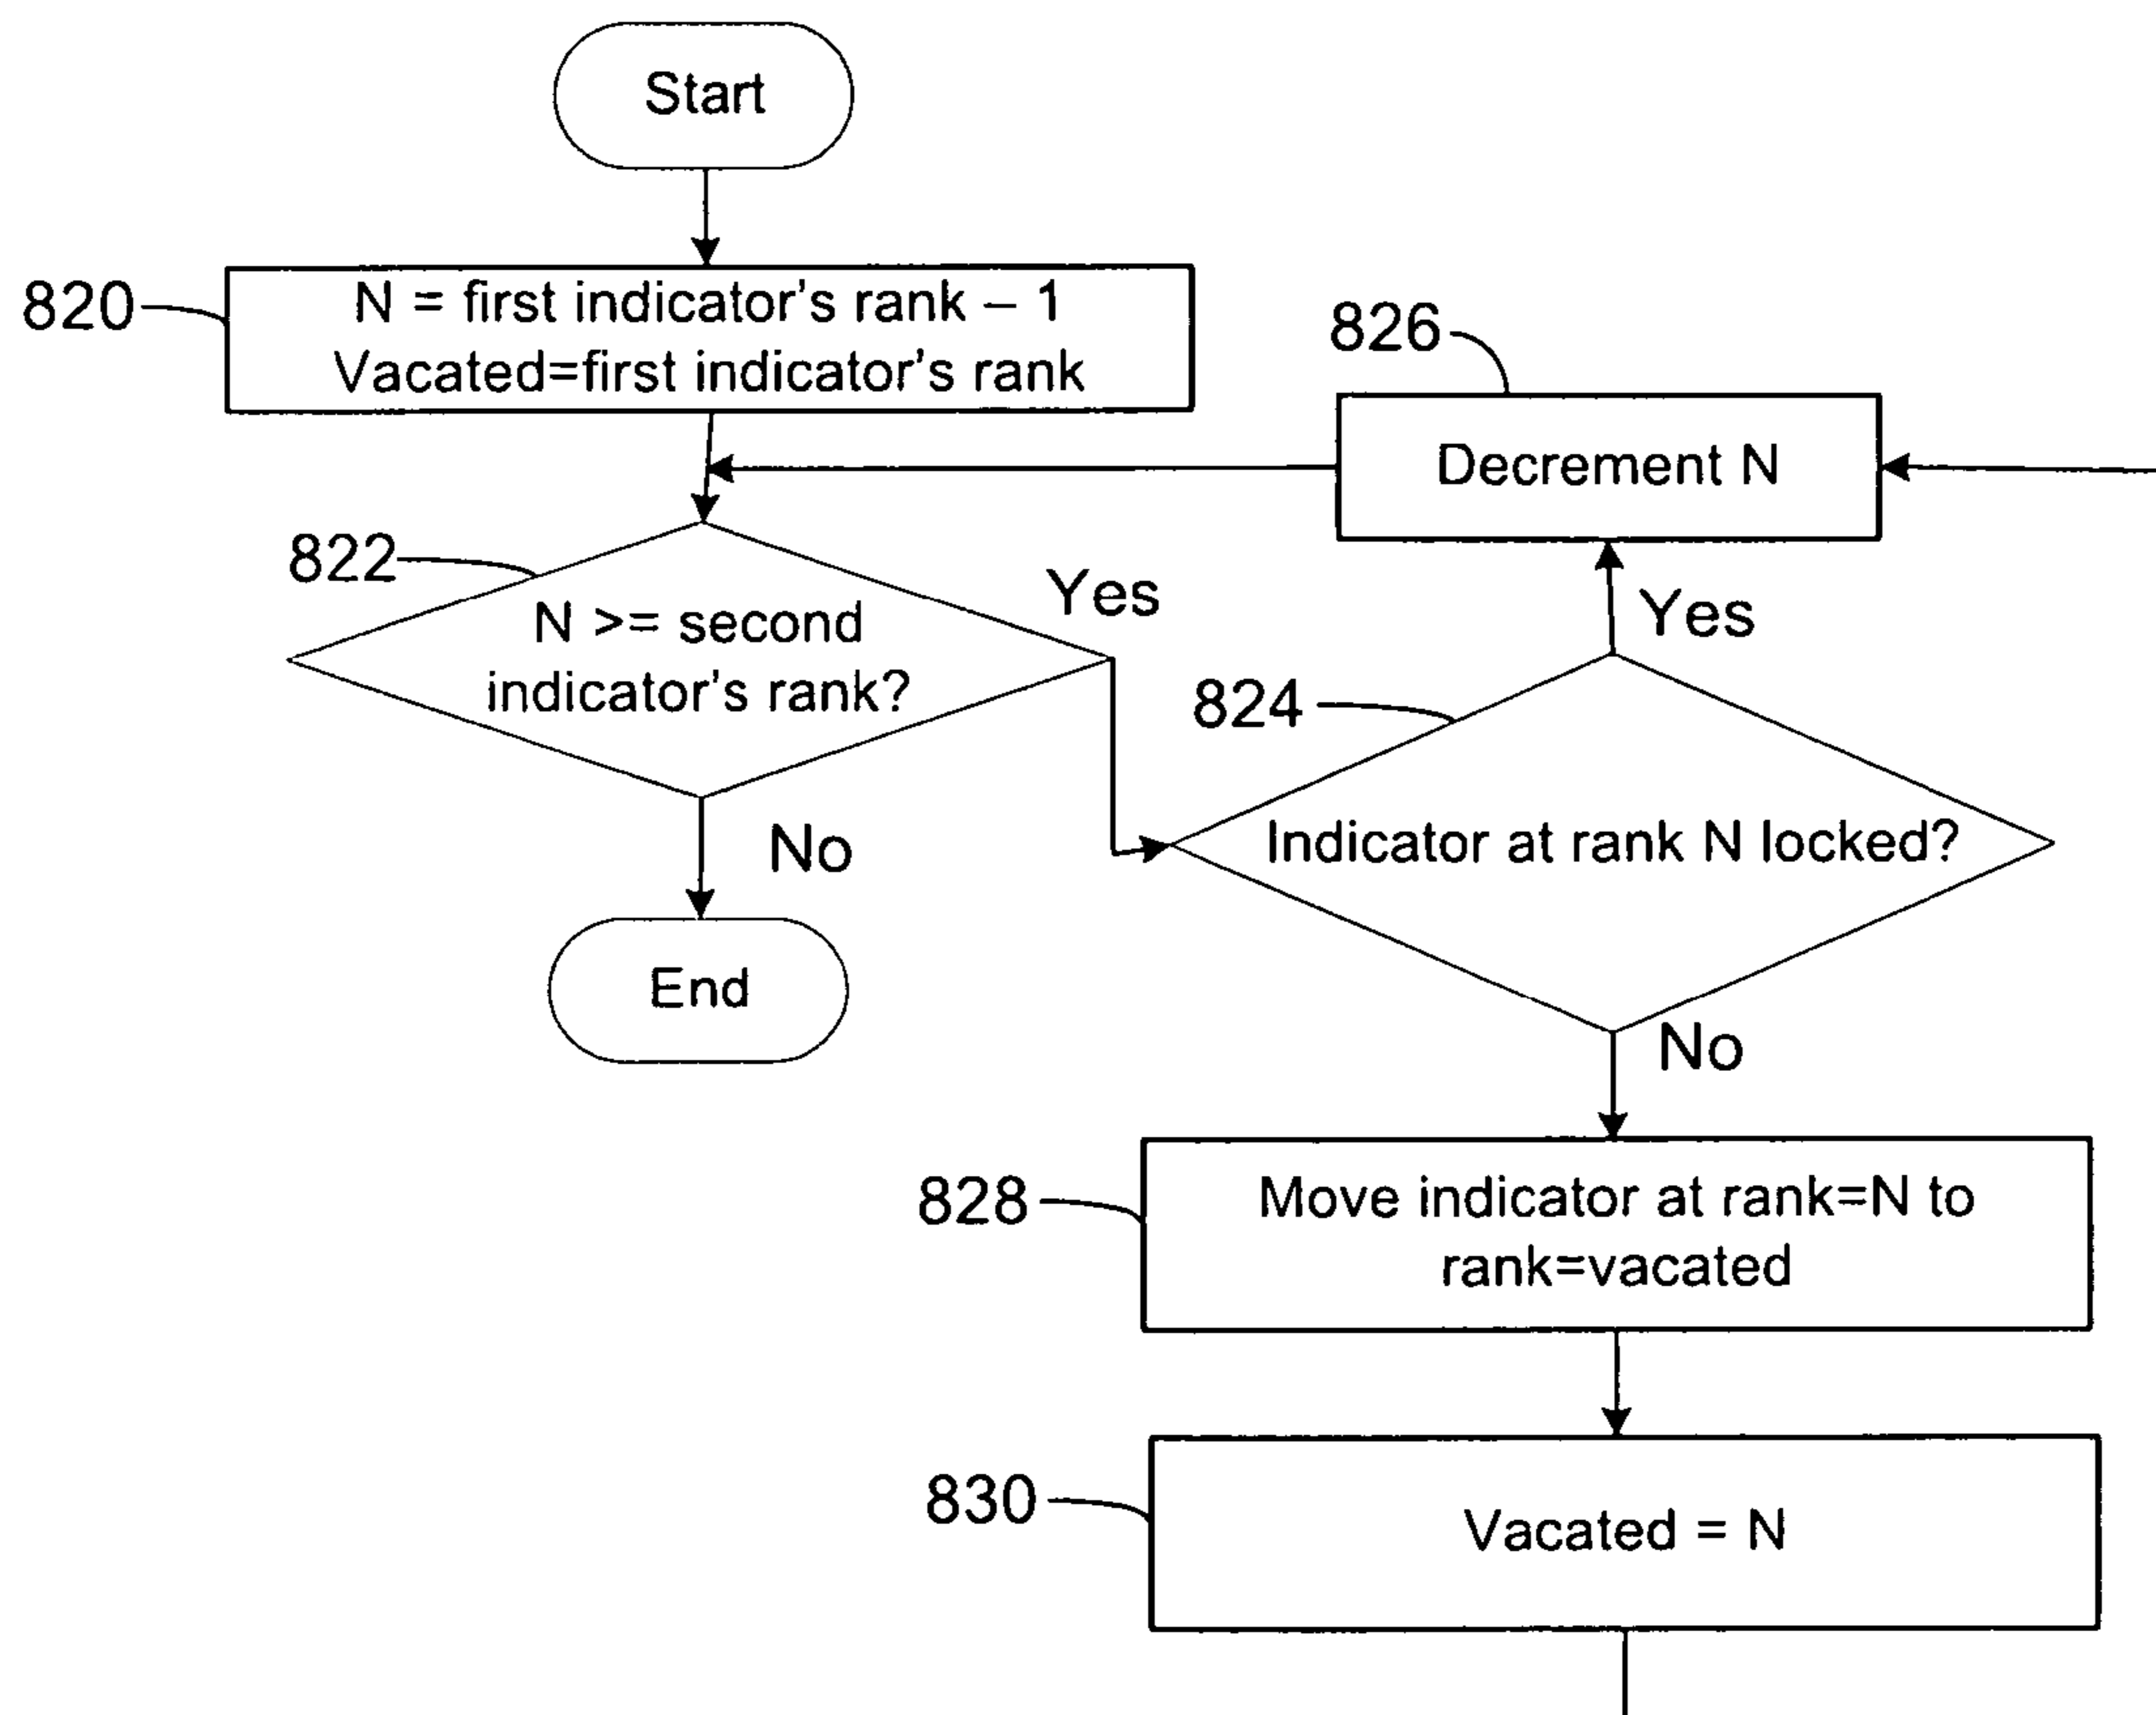 Start
820
N = first indicator's rank – 1
Vacated=first indicator's rank
826
Decrement N
822
N >= second
indicator's rank?
Yes
Yes
824
Indicator at rank N locked?
No
End
No
828
Move indicator at rank=N to
rank=vacated
830
Vacated = N